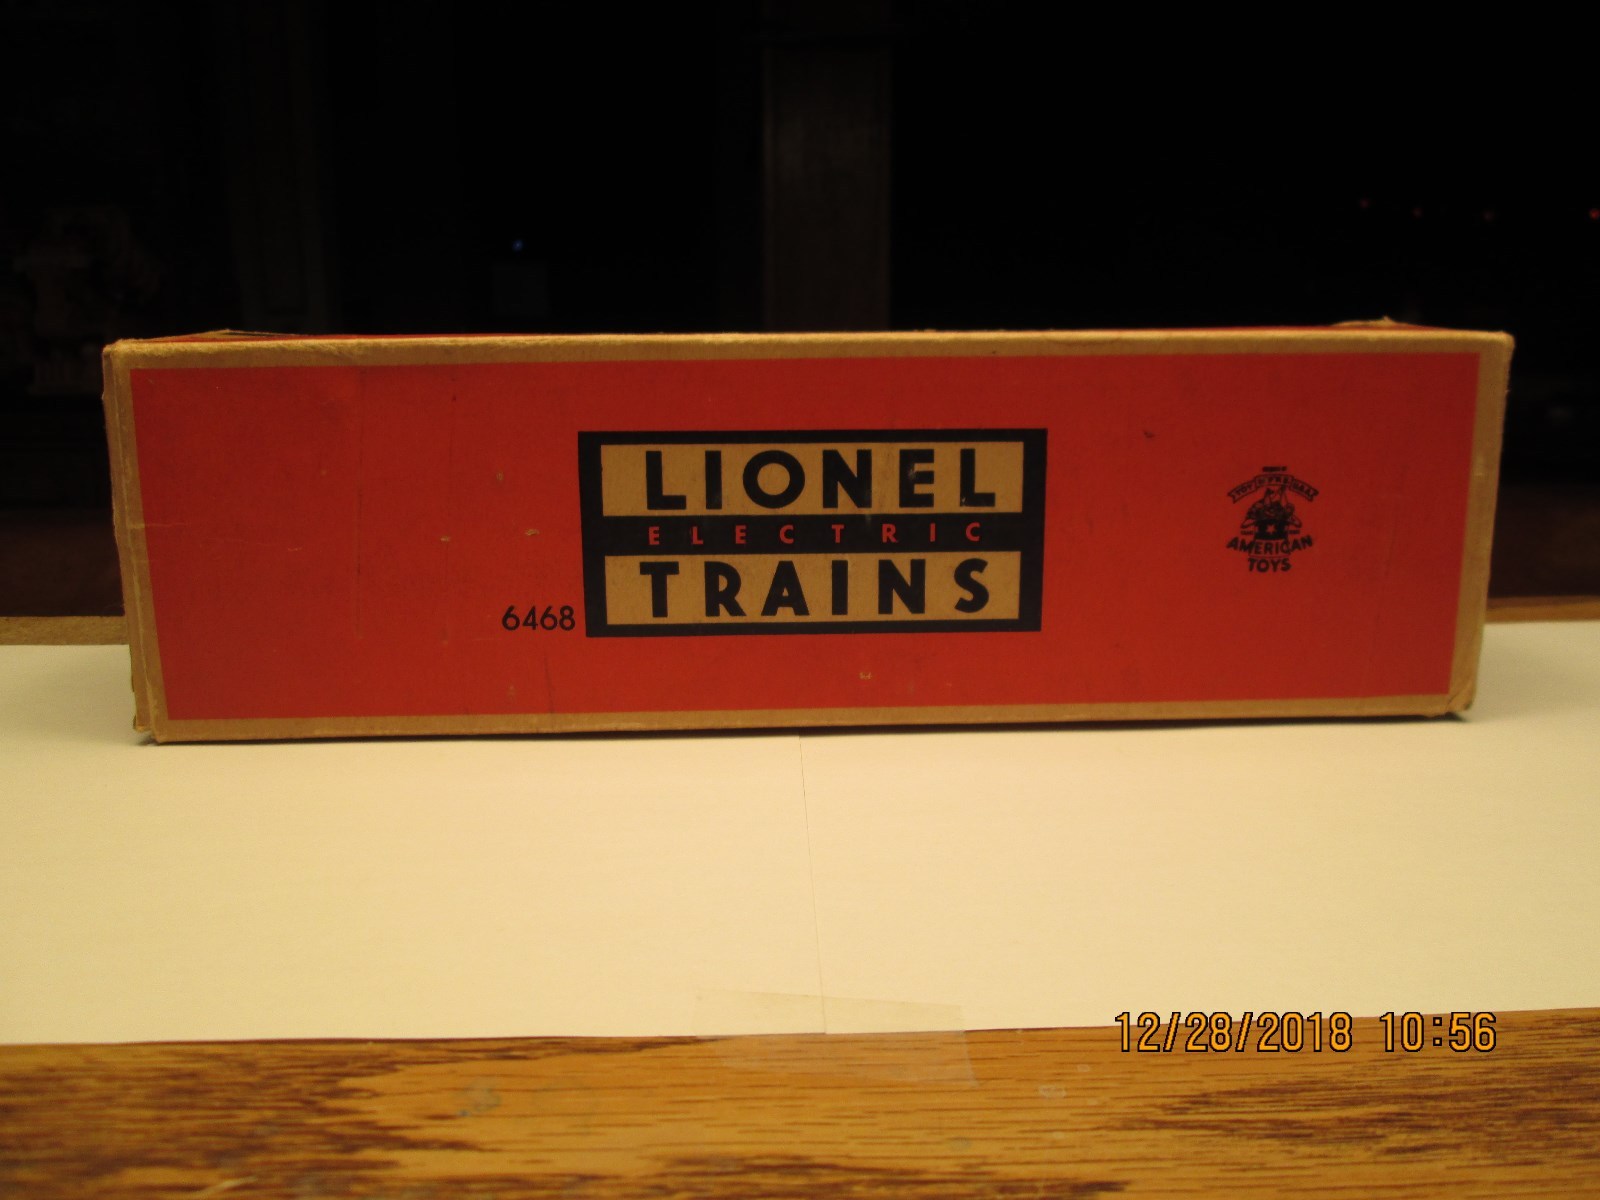 LIONEL
ELECTRIC
TRAINS
6468
AMERICAN
TOYS
12/28/2018 10:56